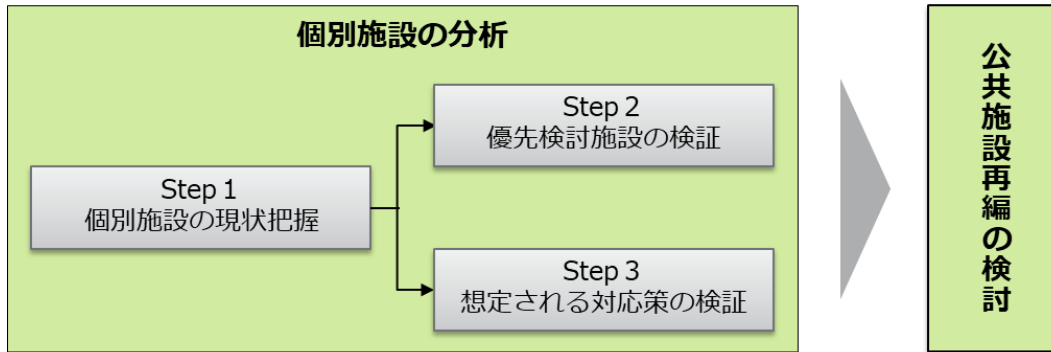 個別施設の分析
Step 1
個別施設の現状把握
Step 2
優先検討施設の検証
Step 3
想定される対応策の検証
公共施設再編の検討